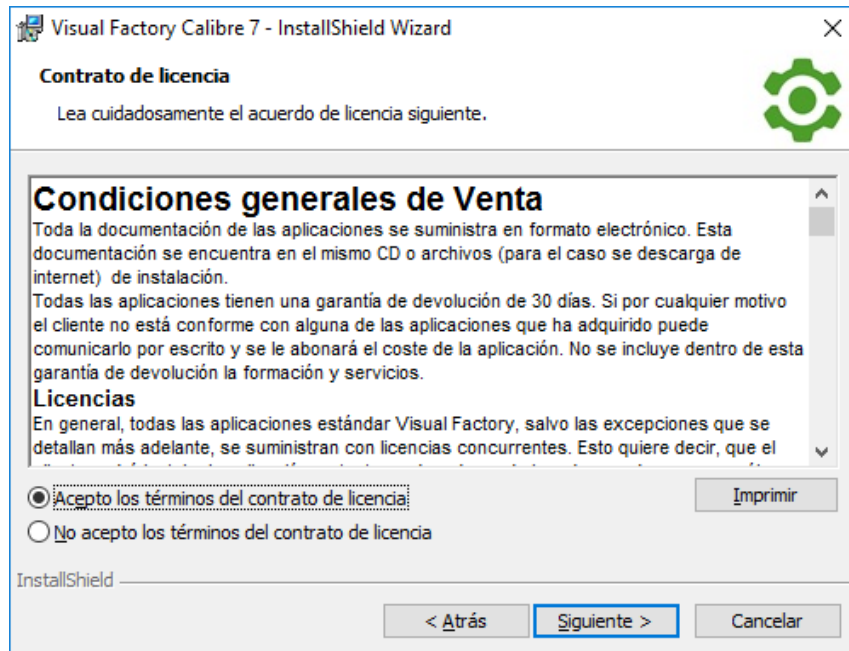 Visual Factory Calibre 7 - InstallShield Wizard
Contrato de licencia
Lea cuidadosamente el acuerdo de licencia siguiente.
Condiciones generales de Venta
Toda la documentación de las aplicaciones se suministra en formato electrónico. Esta
documentación se encuentra en el mismo CD o archivos (para el caso se descarga de
internet) de instalación.
Todas las aplicaciones tienen una garantía de devolución de 30 días. Si por cualquier motivo
el cliente no está conforme con alguna de las aplicaciones que ha adquirido puede
comunicarlo por escrito y se le abonará el coste de la aplicación. No se incluye dentro de esta
garantía de devolución la formación y servicios.
Licencias
En general, todas las aplicaciones estándar Visual Factory, salvo las excepciones que se
detallan más adelante, se suministran con licencias concurrentes. Esto quiere decir, que el
Acepto los términos del contrato de licencia
Imprimir
No acepto los términos del contrato de licencia
InstallShield
< Atrás
Siguiente >
Cancelar